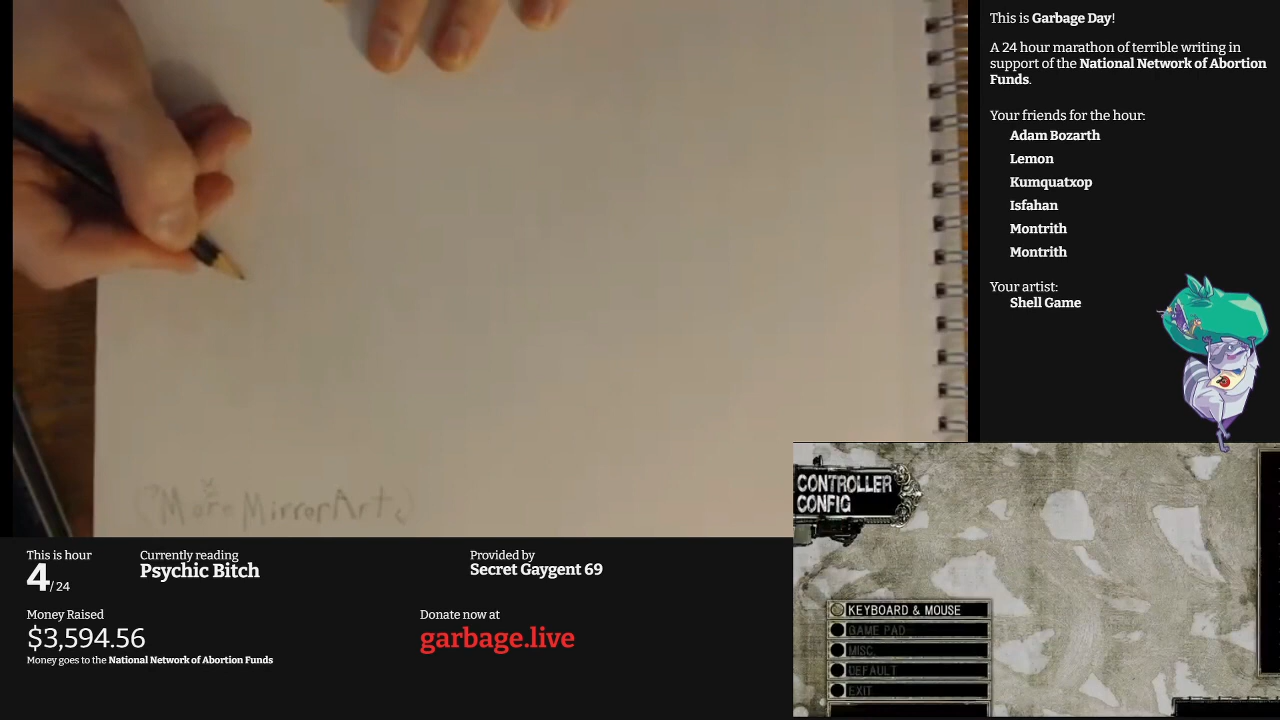 This is Garbage Day!
A 24 hour marathon of terrible writing in
support of the National Network of Abortion
Funds.
Your friends for the hour:
Adam Bozarth
Lemon
Kumquatxop
Isfahan
Montrith
Montrith
Your artist:
Shell Game
More MirrorArt
CONTROLLER
CONFIG
KEYBOARD & MOUSE
GAME PAD
MISC
DEFAULT
EXIT
This is hour
4/ 24
Currently reading
Psychic Bitch
Provided by
Secret Gaygent 69
Money Raised
$3,594.56
Money goes to the National Network of Abortion Funds
Donate now at
garbage.live